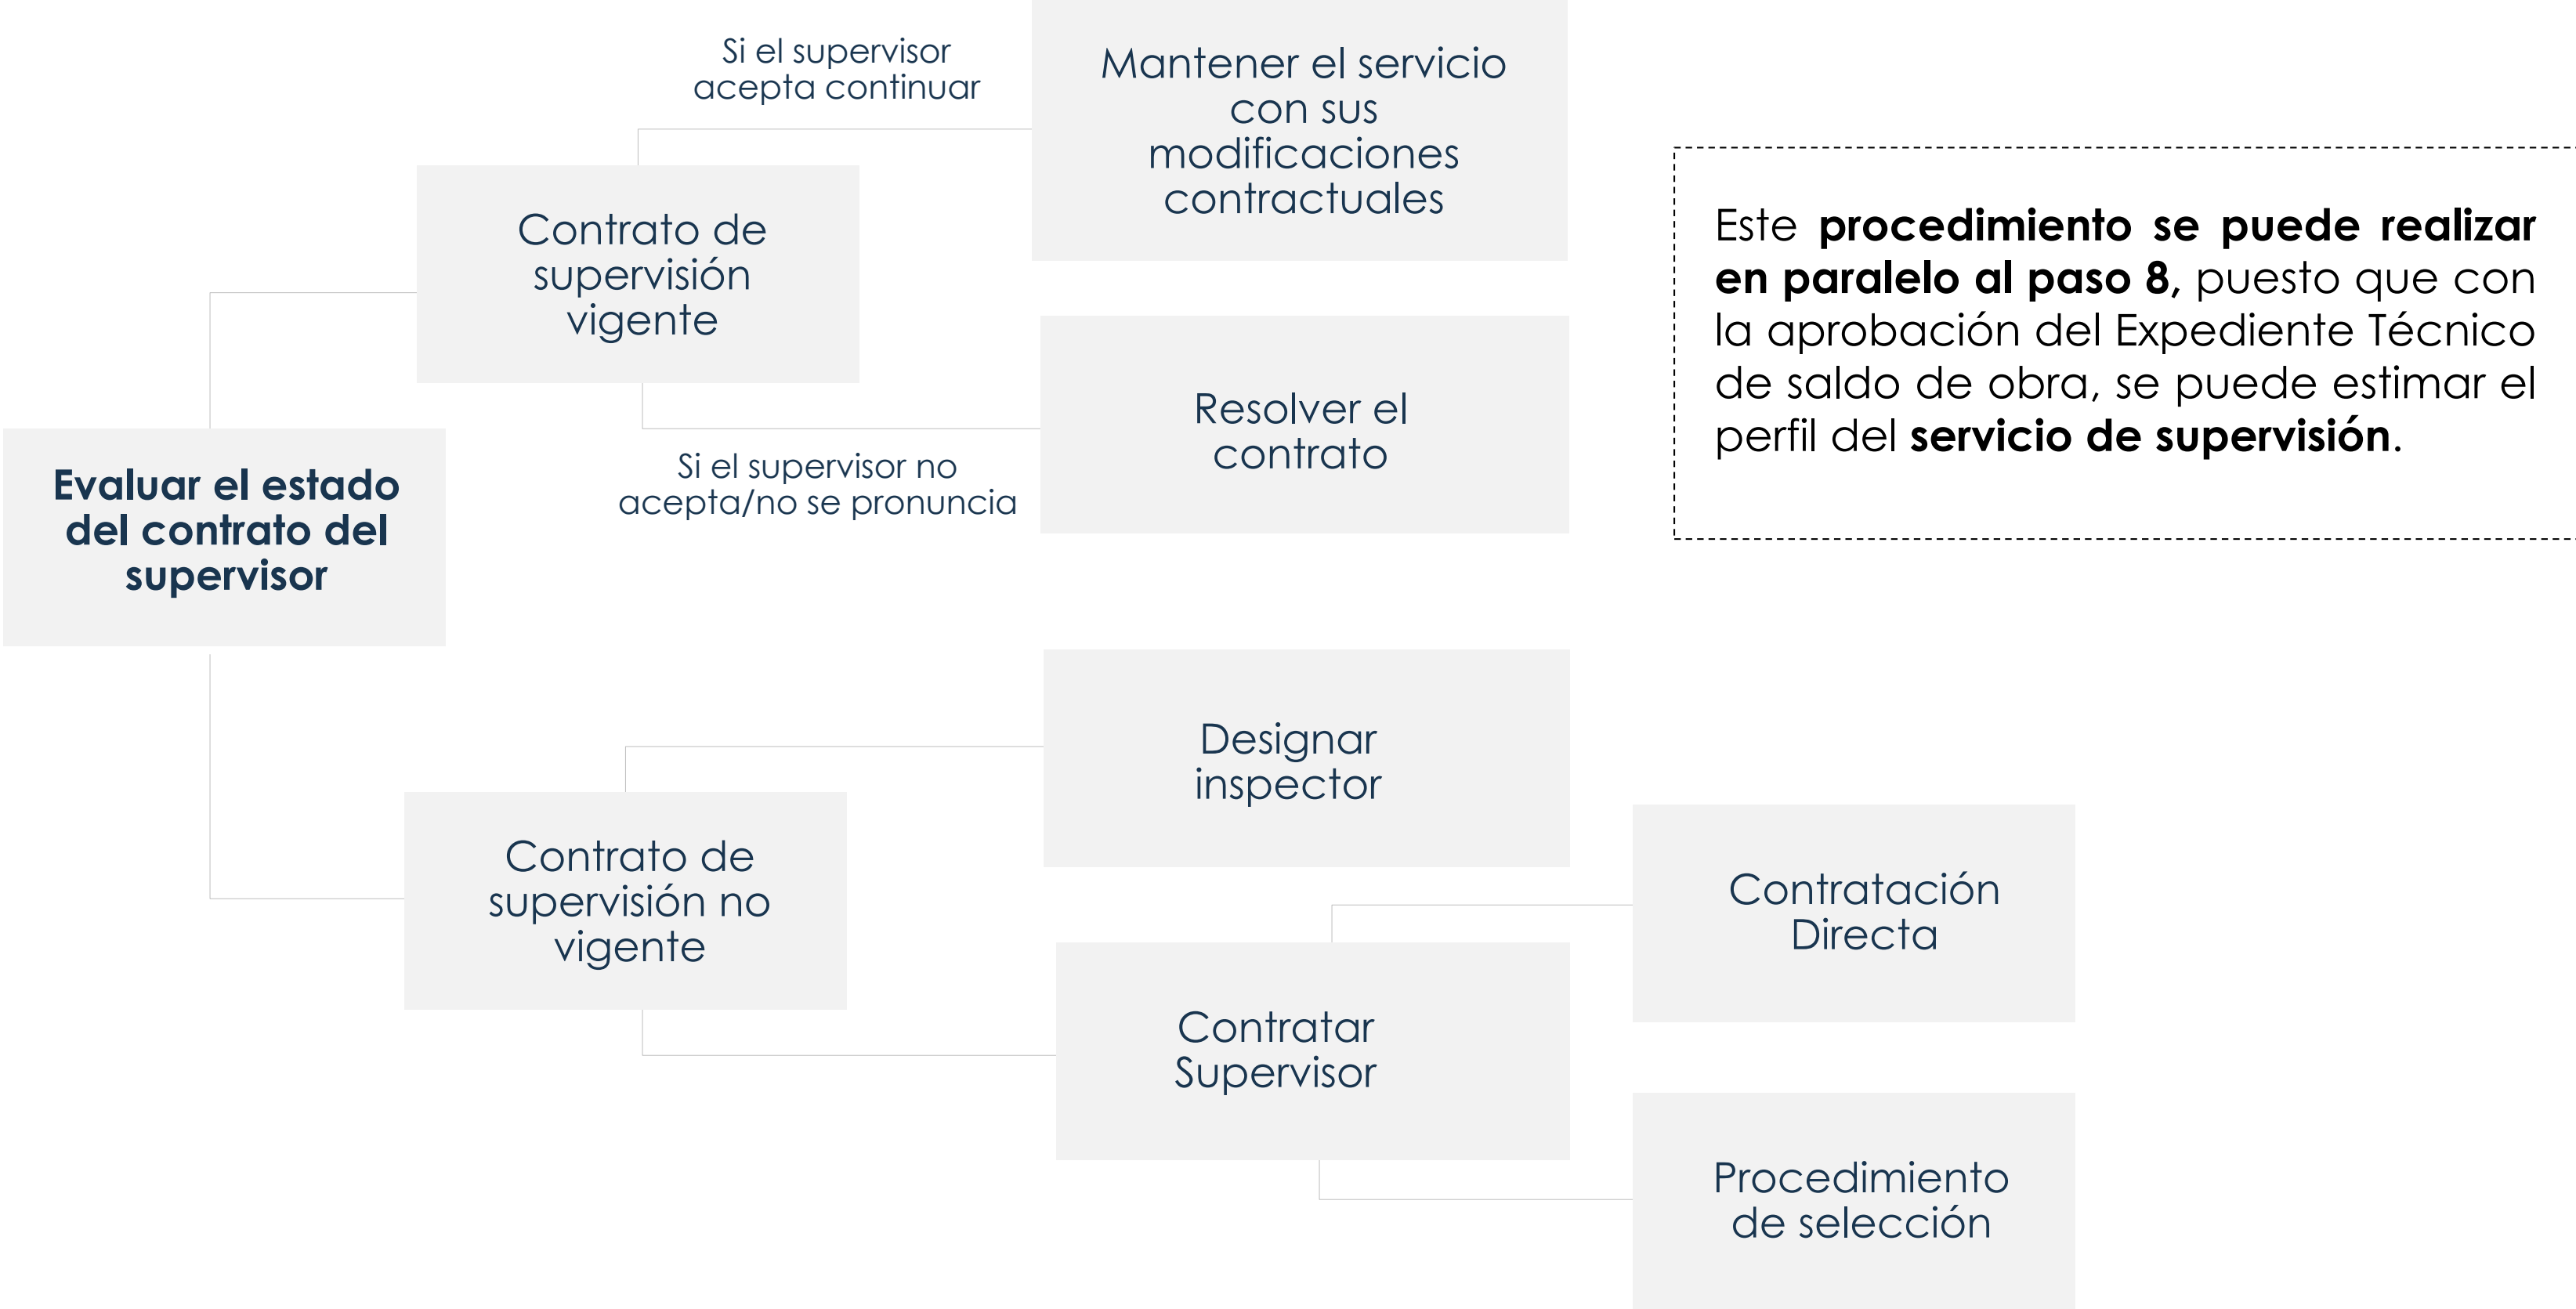 Si el supervisor
acepta continuar
Mantener el servicio
con sus
modificaciones
contractuales
Contrato de
supervisión
vigente
Resolver el
contrato
Si el supervisor no
acepta/no se pronuncia
Este procedimiento se puede realizar
en paralelo al paso 8, puesto que con
la aprobación del Expediente Técnico
de saldo de obra, se puede estimar el
perfil del servicio de supervisión.
Evaluar el estado
del contrato del
supervisor
Designar
inspector
Contrato de
supervisión no
vigente
Contratación
Directa
Contratar
Supervisor
Procedimiento
de selección